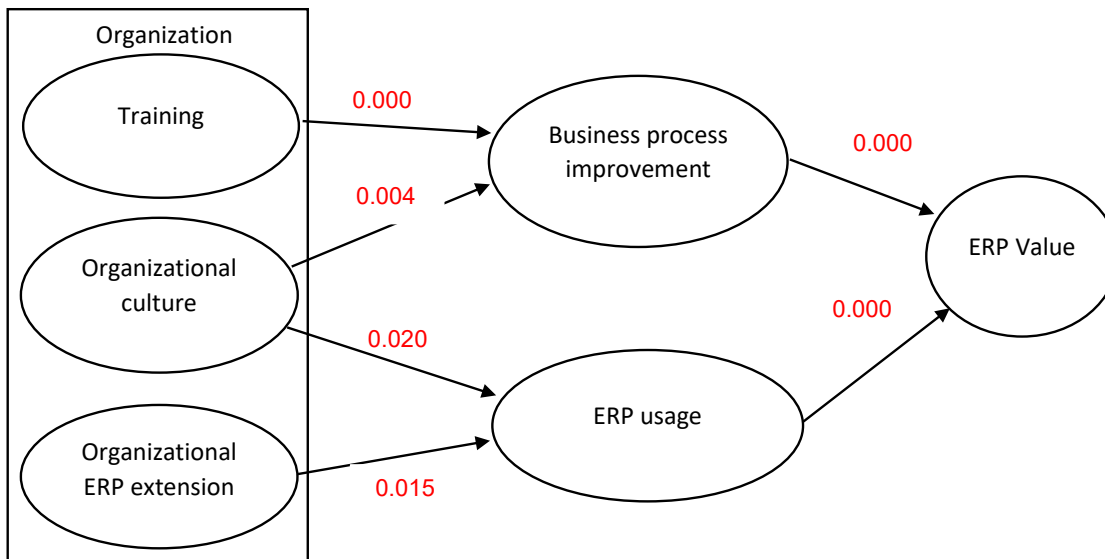 Organization
Training
0.000
Business process
improvement
0.000
0.004
Organizational
culture
ERP Value
0.000
0.020
ERP usage
Organizational
ERP extension
0.015